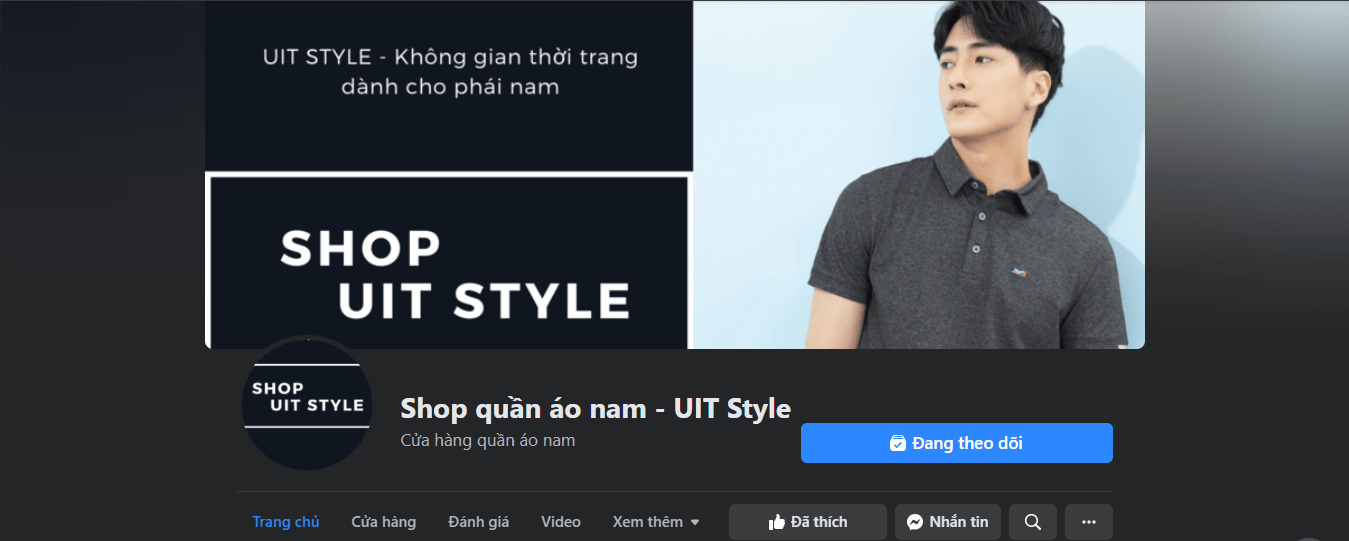 UIT STYLE - Không gian thời trang
dành cho phái nam
SHOP
UIT STYLE
SHOP
UIT STYLE
Shop quần áo nam - UIT Style
Cửa hàng quần áo nam
Đang theo dõi
Trang chủ
Cửa hàng
Đánh giá
Video
Xem thêm
Đã thích
Nhắn tin